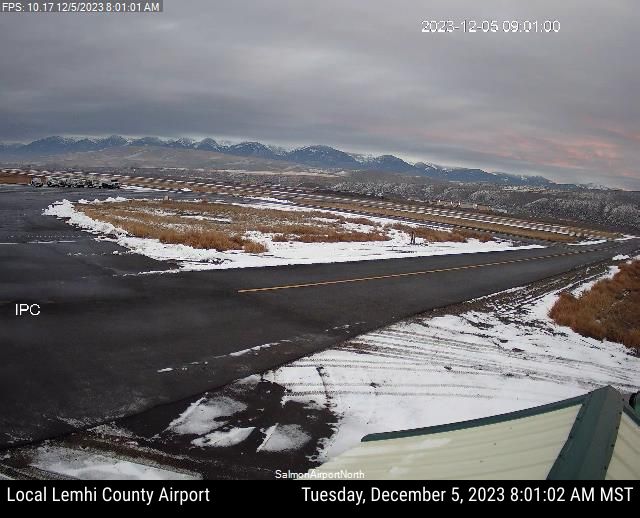 FPS: 10.17 12/5/2023 8:01:01 AM
2023-12-05 09:01:00
IPC
SalmonAirportNorth
Local Lemhi County Airport Tuesday, December 5, 2023 8:01:02 AM MST